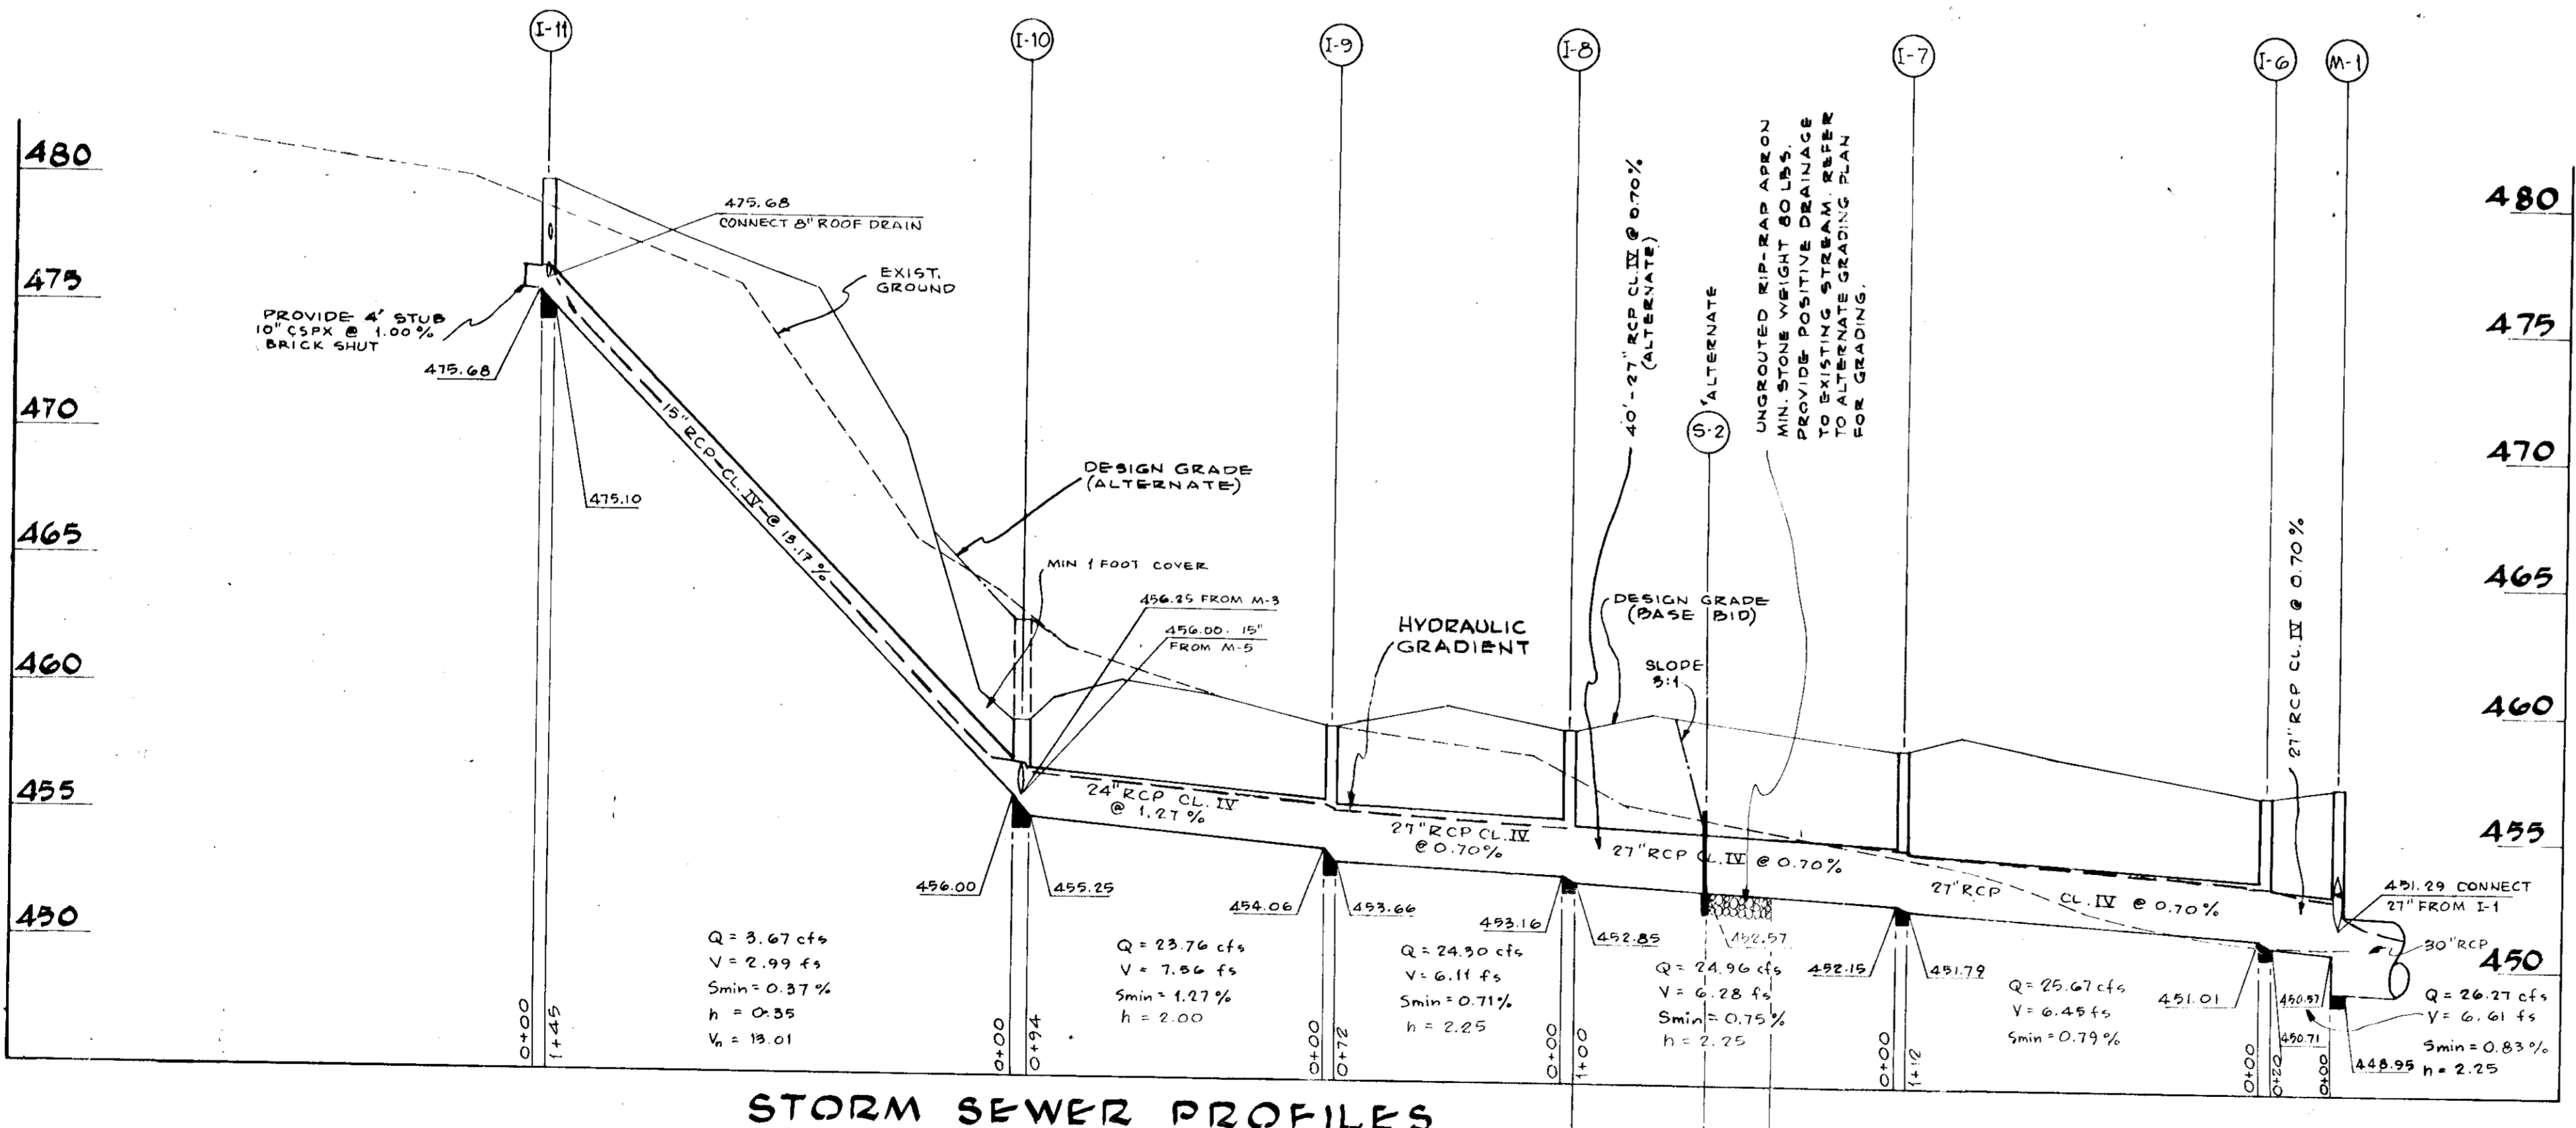 I-11
I-10
I-9
I-8
I-7
I-6
M-1
480
475
470
465
460
455
450
480
475
470
465
460
455
450
475.68
CONNECT 8" ROOF DRAIN
EXIST.
GROUND
PROVIDE 4' STUB
10" CSPX @ 1.00%
BRICK SHUT
475.68
475.10
15" RCP-CL. IV-@ 13.17%
DESIGN GRADE
(ALTERNATE)
MIN 1 FOOT COVER
456.25 FROM M-3
456.00. 15"
FROM M-5
HYDRAULIC
GRADIENT
40'-27" RCP CL. IV @ 0.70%
(ALTERNATE)
ALTERNATE
S-2
UNGROUTED RIP-RAP APRON
MIN. STONE WEIGHT 80 LBS.
PROVIDE POSITIVE DRAINAGE
TO EXISTING STREAM. REFER
TO ALTERNATE GRADING PLAN
FOR GRADING.
DESIGN GRADE
(BASE BID)
SLOPE
3:1
27" RCP CL. IV @ 0.70%
24" RCP CL. IV
@ 1.27%
27" RCP CL. IV
@ 0.70%
27" RCP CL. IV @ 0.70%
27" RCP CL. IV @ 0.70%
451.29 CONNECT
27" FROM I-1
30" RCP
456.00
455.25
454.06
453.66
453.16
452.85
452.57
452.15
451.79
451.01
450.71
450.57
448.95
Q = 3.67 cfs
V = 2.99 fs
Smin = 0.37%
h = 0.35
Vn = 13.01
Q = 23.76 cfs
V = 7.56 fs
Smin = 1.27%
h = 2.00
Q = 24.30 cfs
V = 6.11 fs
Smin = 0.71%
h = 2.25
Q = 24.96 cfs
V = 6.28 fs
Smin = 0.75%
h = 2.25
Q = 25.67 cfs
V = 6.45 fs
Smin = 0.79%
Q = 26.27 cfs
V = 6.61 fs
Smin = 0.83%
h = 2.25
0+00
1+45
0+00
0+94
0+00
0+72
0+00
1+00
0+00
1+12
0+00
0+20
0+00
STORM SEWER PROFILES